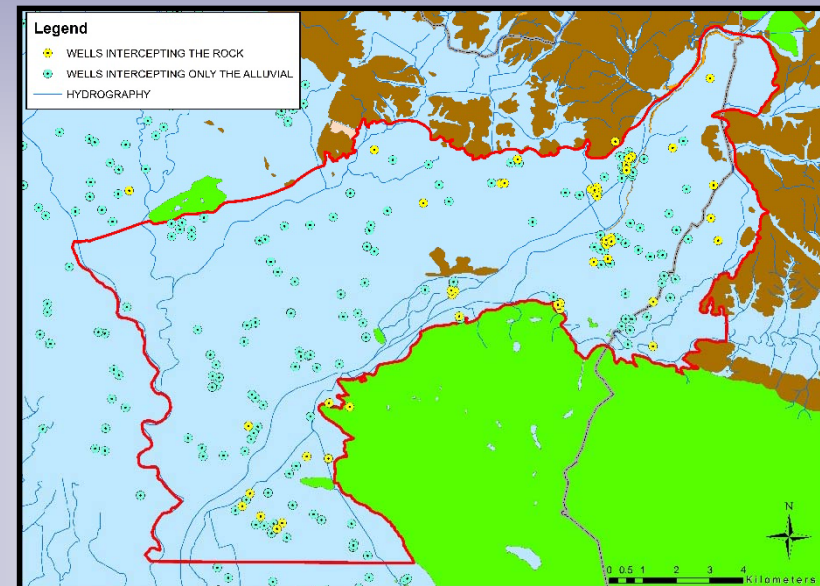 Legend
WELLS INTERCEPTING THE ROCK
WELLS INTERCEPTING ONLY THE ALLUVIAL
HYDROGRAPHY
N
0 0.5 1 2 3 4
Kilometers